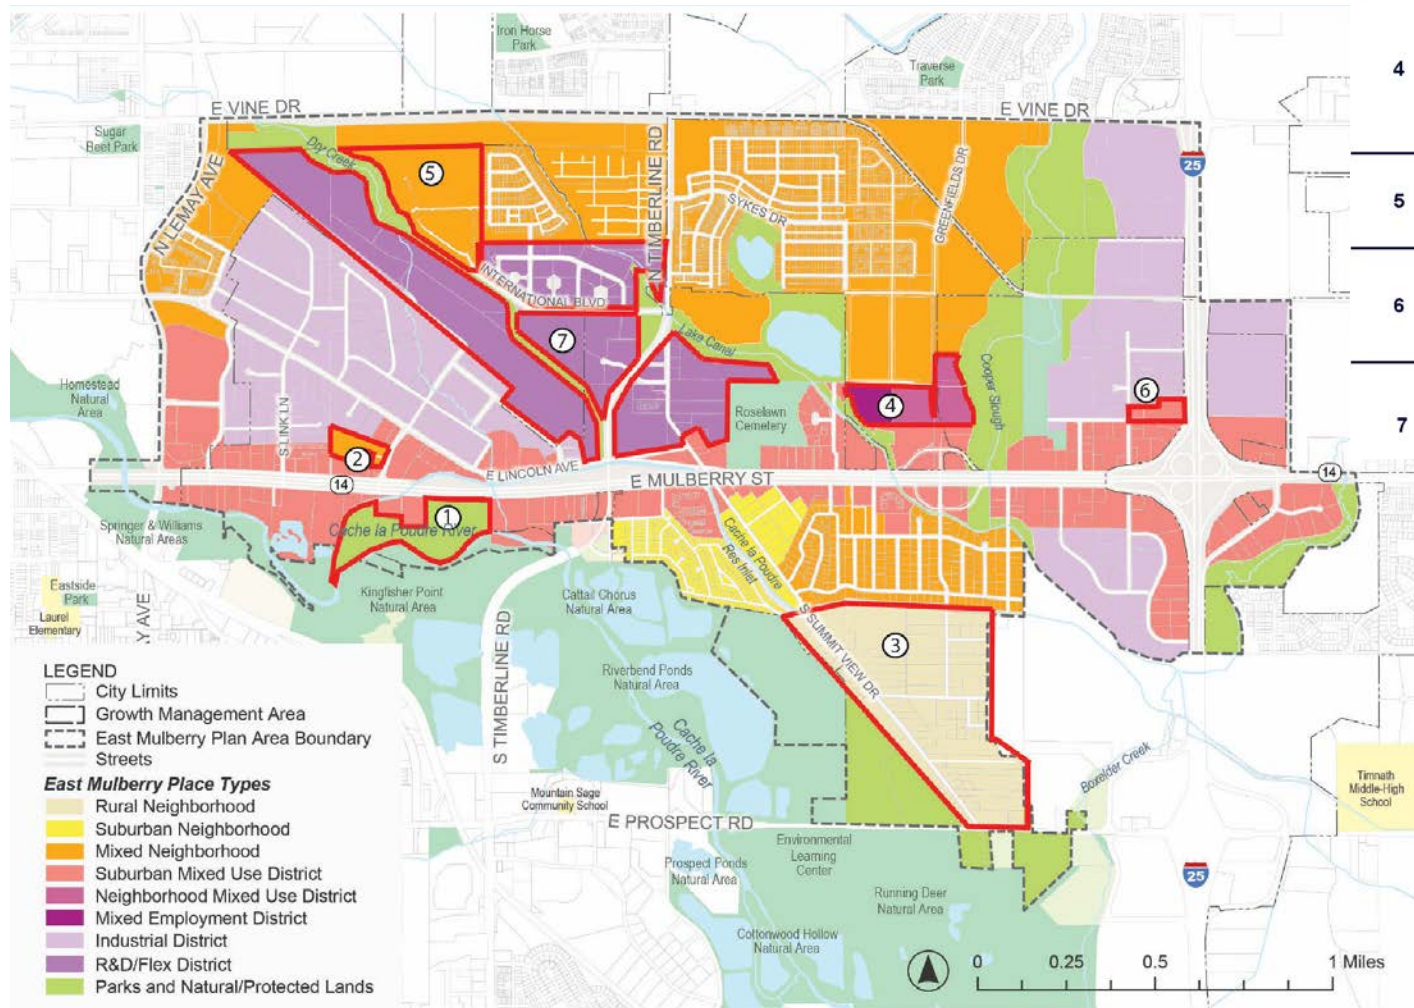 Iron Horse
Park
Traverse
Park
4
E VINE DR
E VINE DR
Sugar
Beet Park
Dry Creek
N TIMBERLINE RD
25
5
N LEMAY AVE
5
SYKES DR
GREENFIELDS DR
INTERNATIONAL BLVD
6
7
Lake Canal
Cooper Slough
Homestead
Natural
Area
6
4
Roselawn
Cemetery
7
S LINK LN
2
E LINCOLN AVE
E MULBERRY ST
14
14
1
Springer & Williams
Natural Areas
Cache la Poudre River
Cache la Poudre
Res Inlet
Eastside
Park
Kingfisher Point
Natural Area
Cattail Chorus
Natural Area
Laurel
Elementary
AY AVE
S TIMBERLINE RD
S SUMMIT VIEW DR
3
Riverbend Ponds
Natural Area
Cache la
Poudre River
Boxelder Creek
Mountain Sage
Community School
Timnath
Middle-High
School
E PROSPECT RD
Environmental
Learning
Center
Prospect Ponds
Natural Area
25
Running Deer
Natural Area
Cottonwood Hollow
Natural Area
LEGEND
City Limits
Growth Management Area
East Mulberry Plan Area Boundary
Streets
East Mulberry Place Types
Rural Neighborhood
Suburban Neighborhood
Mixed Neighborhood
Suburban Mixed Use District
Neighborhood Mixed Use District
Mixed Employment District
Industrial District
R&D/Flex District
Parks and Natural/Protected Lands
0 0.25 0.5 1 Miles